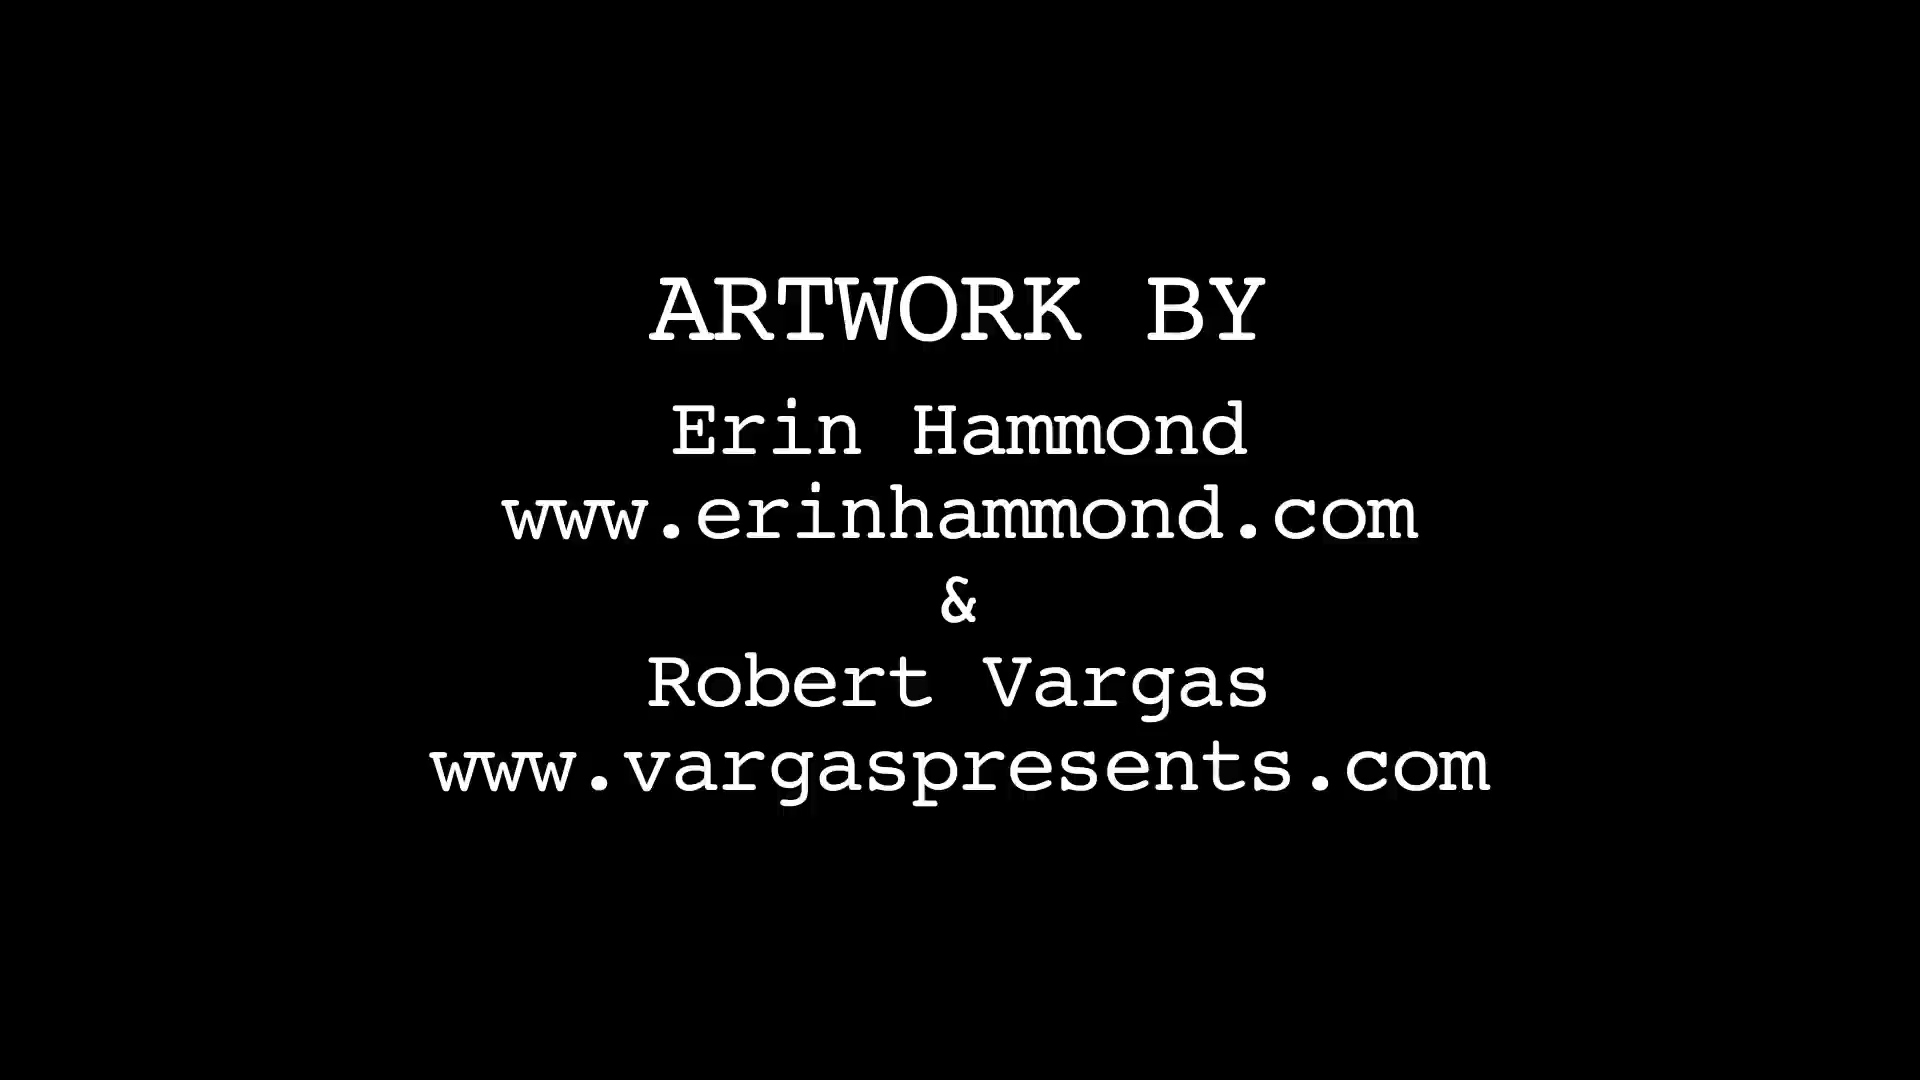 ARTWORK BY
Erin Hammond
www.erinhammond.com
&
Robert Vargas
www.vargaspresents.com